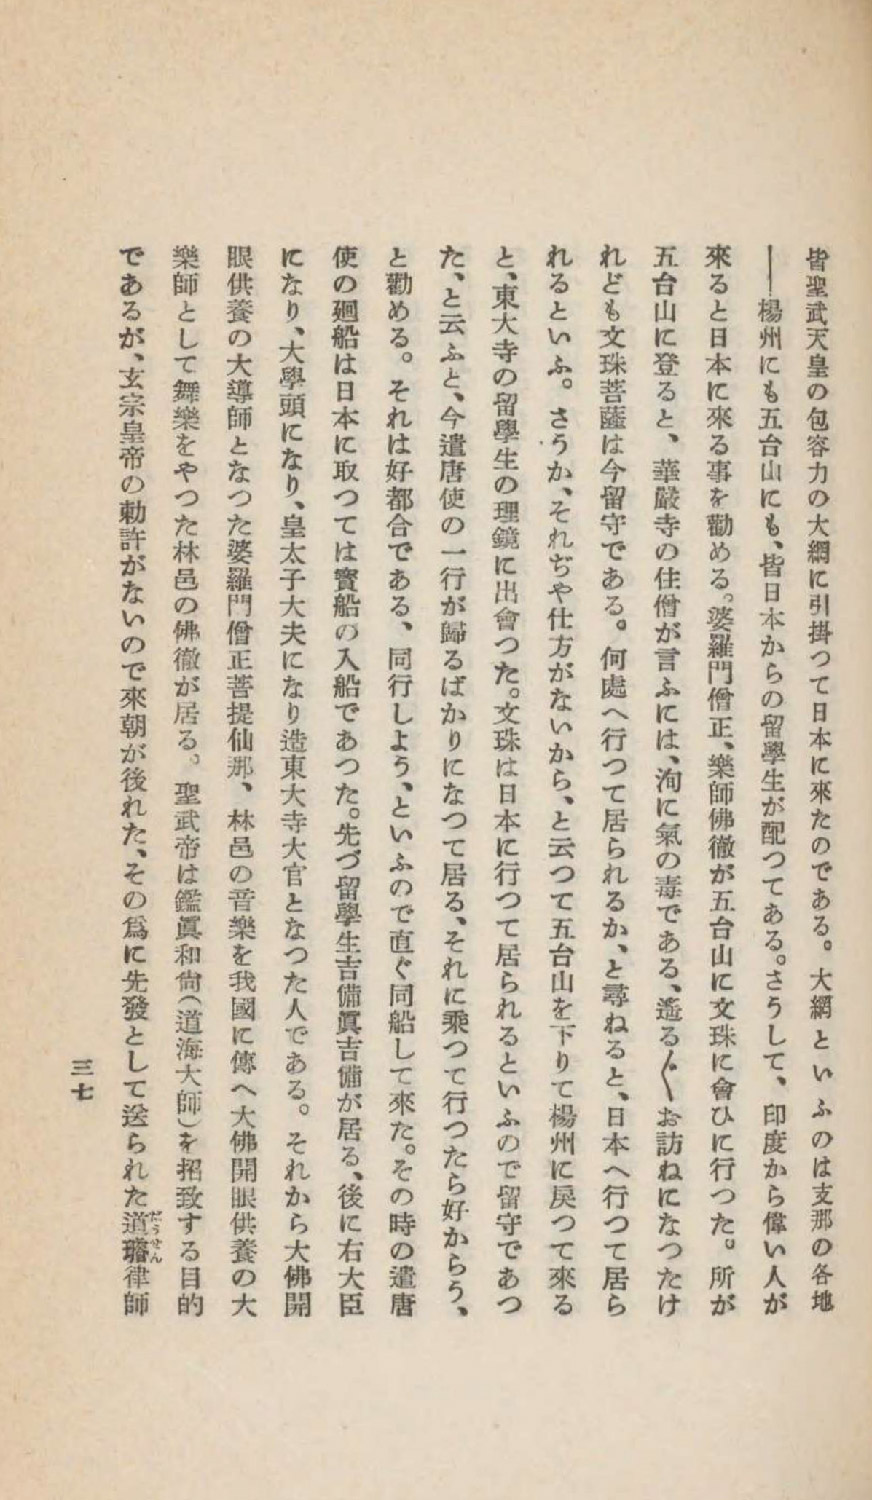 皆聖武天皇の包容力の大網に引掛つて日本に來たのである。大網といふのは支那の各地
――楊州にも五台山にも、皆日本からの留學生が配つてある。さうして、印度から偉い人が
來ると日本に來る事を勸める。婆羅門僧正、樂師佛徹が五台山に文珠に會ひに行つた。所が
五台山に登ると、華嚴寺の住僧が言ふには、洵に氣の毒である、遙る〳〵お訪ねになつたけ
れども文珠菩薩は今留守である。何處へ行つて居られるか、と尋ねると、日本へ行つて居ら
れるといふ。さうか、それぢや仕方がないから、と云つて五台山を下りて楊州に戻つて來る
と、東大寺の留學生の理鏡に出會つた。文珠は日本に行つて居られるといふので留守であつ
た、と云ふと、今遣唐使の一行が歸るばかりになつて居る、それに乘つて行つたら好からう、
と勸める。それは好都合である、同行しよう、といふので直ぐ同船して來た。その時の遣唐
使の廻船は日本に取つては寳船の入船であつた。先づ留學生吉備眞吉備が居る、後に右大臣
になり、大學頭になり、皇太子大夫になり造東大寺大官となつた人である。それから大佛開
眼供養の大導師となつた婆羅門僧正菩提仙那、林邑の音樂を我國に傳へ大佛開眼供養の大
樂師として舞樂をやつた林邑の佛徹が居る。聖武帝は鑑眞和尙（道海大師）を招致する目的
であるが、玄宗皇帝の勅許がないので來朝が後れた、その爲に先發として送られた道璿律師
だうせん
三七